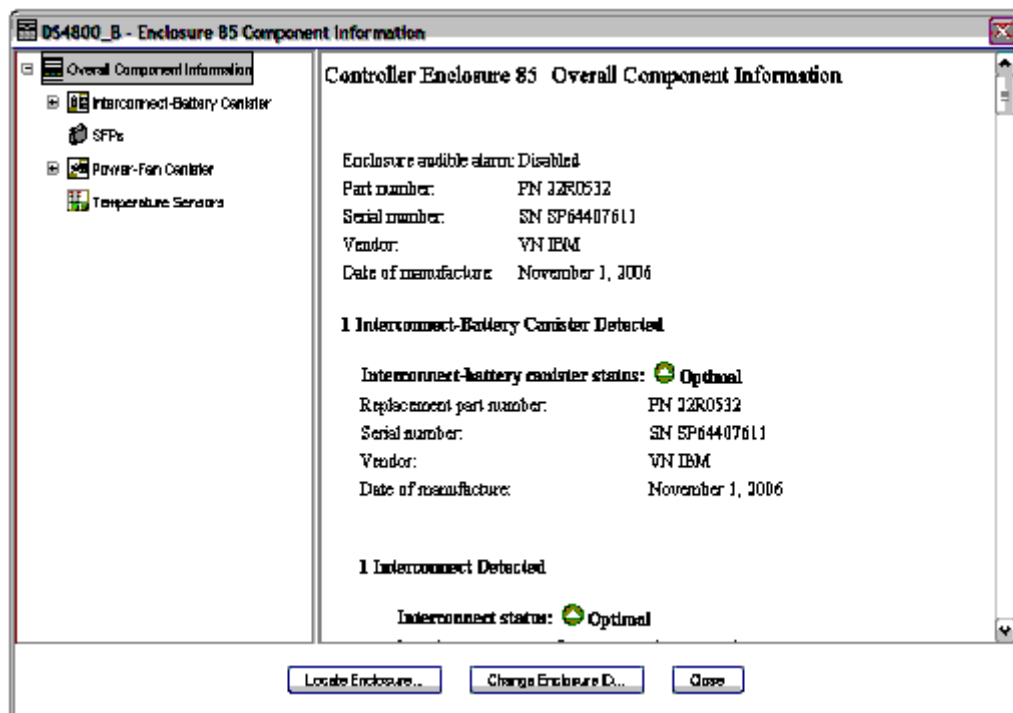 DS4800_B - Enclosure 85 Component Information
Overall Component Information
Interconnect-Battery Canister
SFPs
Power-Fan Canister
Temperature Sensors
Controller Enclosure 85 Overall Component Information
Enclosure audible alarm: Disabled
Part number: PN 22R0532
Serial number: SN SP64407611
Vendor: VN IBM
Date of manufacture: November 1, 2006
1 Interconnect-Battery Canister Detected
Interconnect-battery canister status: Optimal
Replacement part number: PN 22R0532
Serial number: SN SP64407611
Vendor: VN IBM
Date of manufacture: November 1, 2006
1 Interconnect Detected
Interconnect status: Optimal
Locate Enclosure...
Change Enclosure ID...
Close